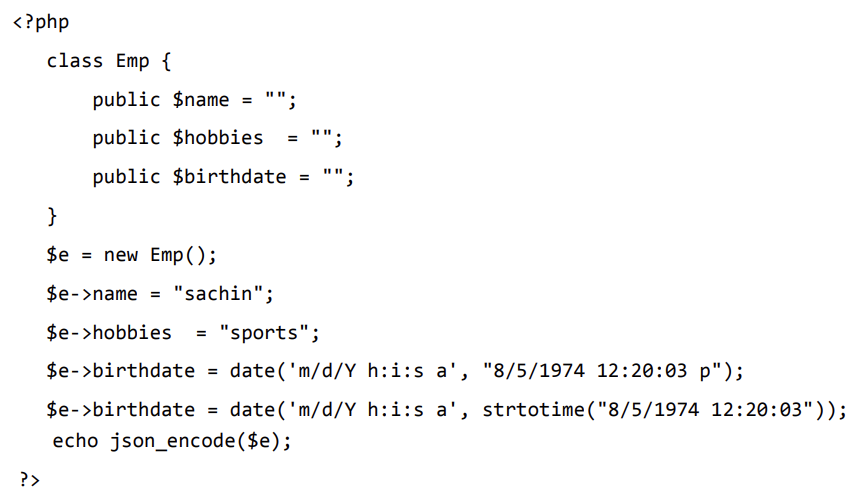 <?php
class Emp {
public $name = "";
public $hobbies  = "";
public $birthdate = "";
}
$e = new Emp();
$e->name = "sachin";
$e->hobbies  = "sports";
$e->birthdate = date('m/d/Y h:i:s a', "8/5/1974 12:20:03 p");
$e->birthdate = date('m/d/Y h:i:s a', strtotime("8/5/1974 12:20:03"));
echo json_encode($e);
?>